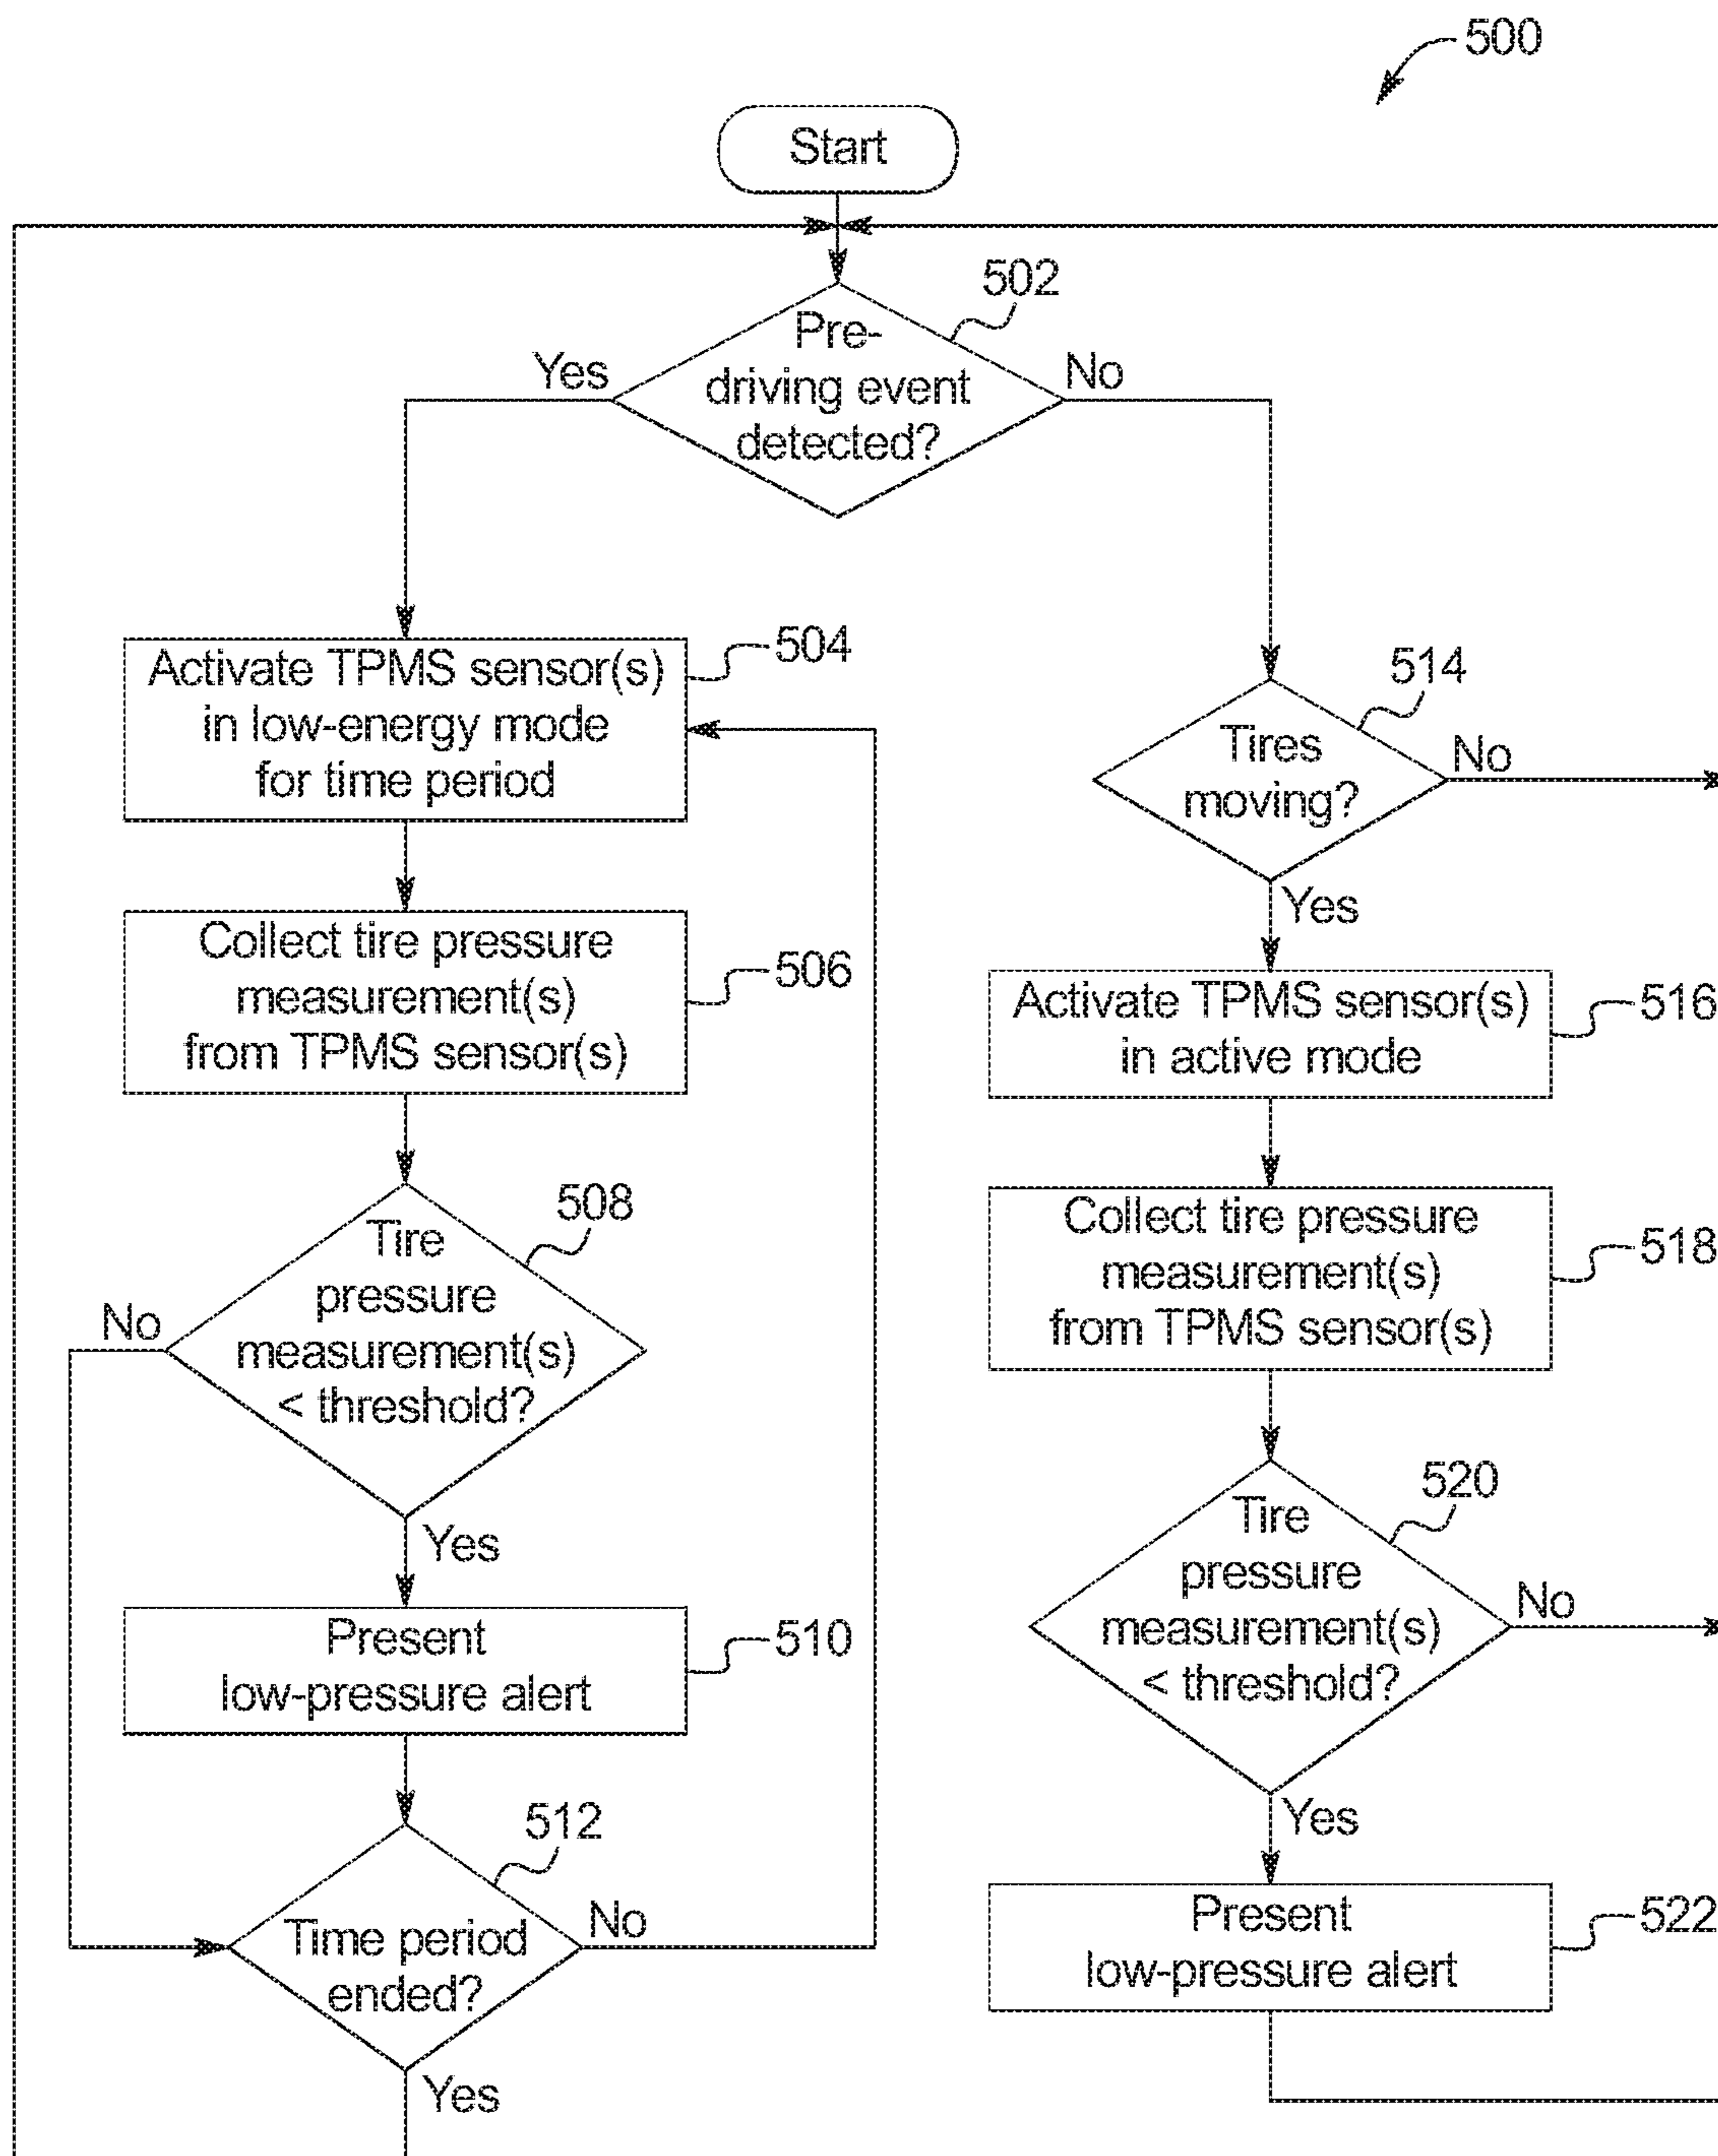 500
Start
502
Pre-
driving event
detected?
Yes
No
504
Activate TPMS sensor(s)
in low-energy mode
for time period
506
Collect tire pressure
measurement(s)
from TPMS sensor(s)
508
Tire
pressure
measurement(s)
< threshold?
No
Yes
510
Present
low-pressure alert
512
Time period
ended?
No
Yes
514
Tires
moving?
No
Yes
516
Activate TPMS sensor(s)
in active mode
518
Collect tire pressure
measurement(s)
from TPMS sensor(s)
520
Tire
pressure
measurement(s)
< threshold?
No
Yes
522
Present
low-pressure alert